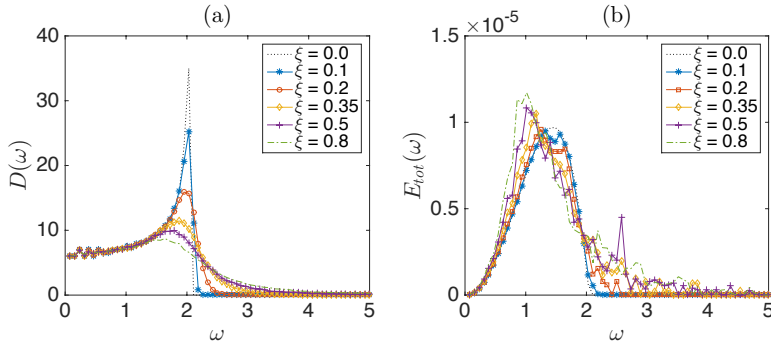 (a)
D(ω)
40
30
20
10
0
0 1 2 3 4 5
ω
ξ = 0.0
ξ = 0.1
ξ = 0.2
ξ = 0.35
ξ = 0.5
ξ = 0.8
(b)
E_{tot}(ω)
1.5 ×10^{-5}
1
0.5
0
0 1 2 3 4 5
ω
ξ = 0.0
ξ = 0.1
ξ = 0.2
ξ = 0.35
ξ = 0.5
ξ = 0.8